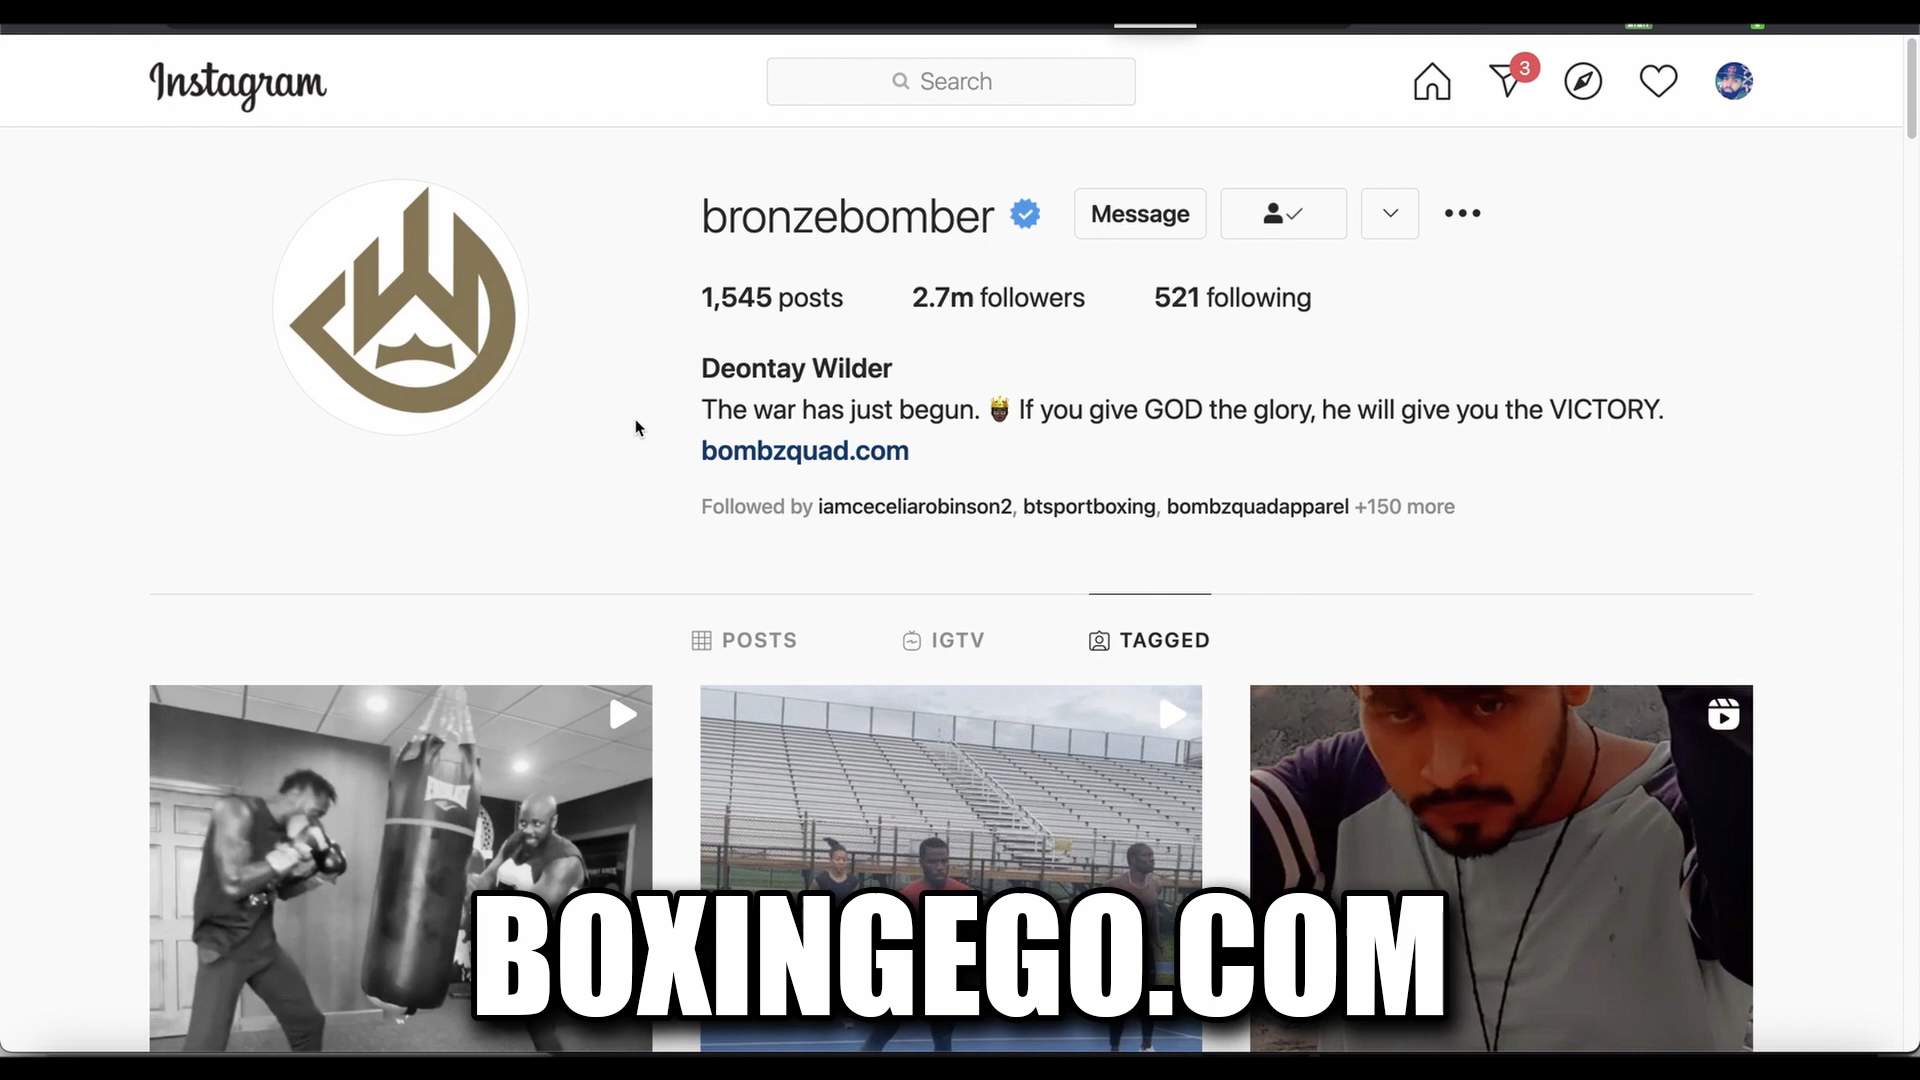 Instagram
Search
3
bronzebomber
Message
1,545 posts 2.7m followers 521 following
Deontay Wilder
The war has just begun. 🤴🏿 If you give GOD the glory, he will give you the VICTORY.
bombzquad.com
Followed by iamceceliarobinson2, btsportboxing, bombzquadapparel +150 more
POSTS IGTV TAGGED
EVERLAST
BOXINGEGO.COM